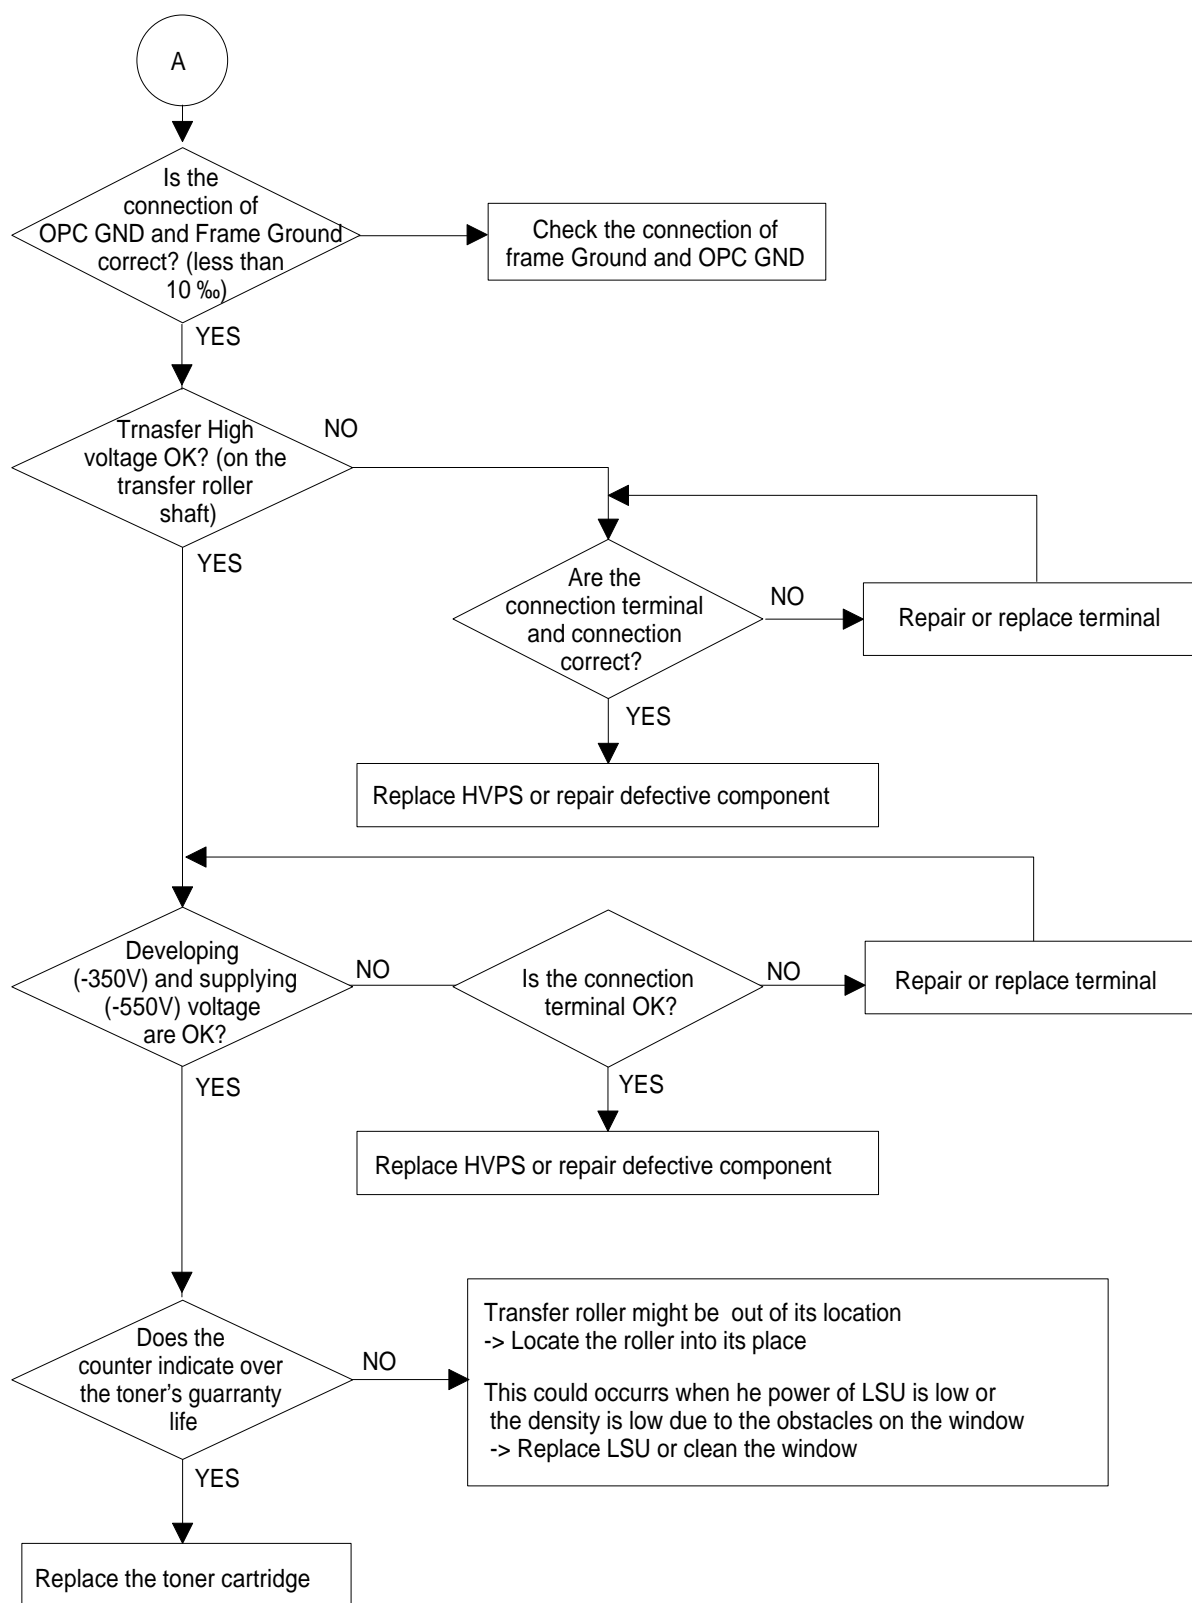 A
Is the
connection of
OPC GND and Frame Ground
correct? (less than
10 ‰)
Check the connection of
frame Ground and OPC GND
YES
Trnasfer High
voltage OK? (on the
transfer roller
shaft)
NO
YES
Are the
connection terminal
and connection
correct?
NO
Repair or replace terminal
YES
Replace HVPS or repair defective component
Developing
(-350V) and supplying
(-550V) voltage
are OK?
NO
Is the connection
terminal OK?
NO
Repair or replace terminal
YES
YES
Replace HVPS or repair defective component
Does the
counter indicate over
the toner's guarranty
life
NO
Transfer roller might be  out of its location
-> Locate the roller into its place
This could occurrs when he power of LSU is low or
the density is low due to the obstacles on the window
-> Replace LSU or clean the window
YES
Replace the toner cartridge